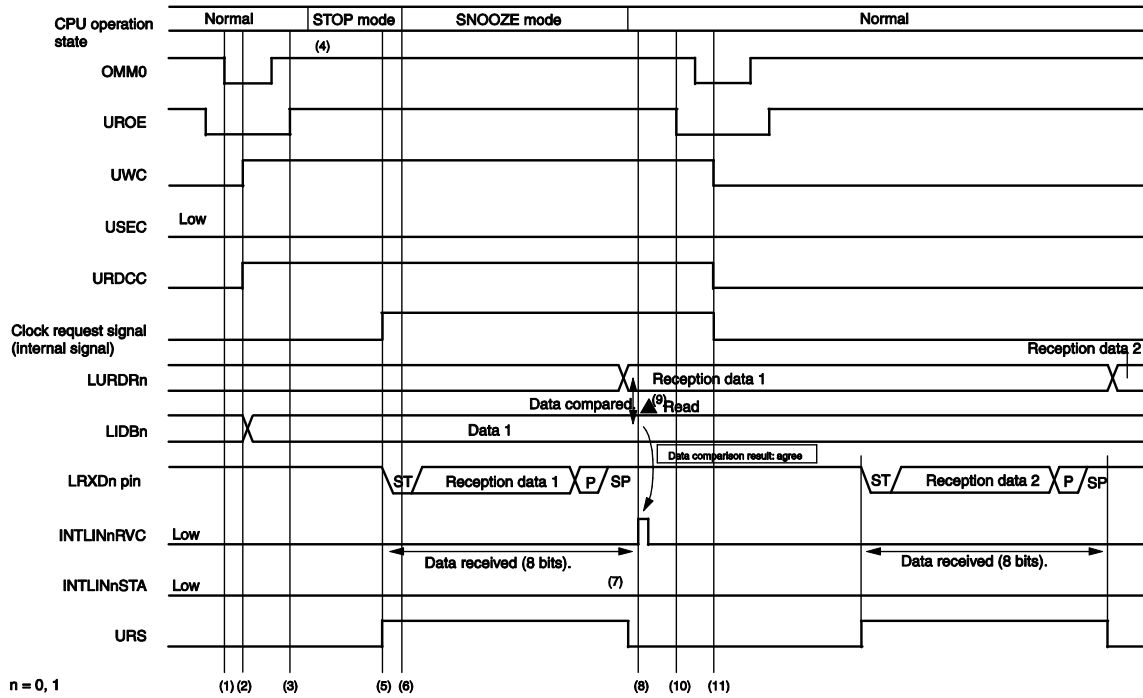 CPU operation
state
Normal
STOP mode
SNOOZE mode
Normal
(4)
OMM0
UROE
UWC
USEC
Low
URDCC
Clock request signal
(internal signal)
Reception data 2
LURDRn
Reception data 1
Data compared.
(9)
Read
LIDBn
Data 1
Data comparison result: agree
LRXDn pin
ST
Reception data 1
P
SP
ST
Reception data 2
P
SP
INTLINnRVC
Low
Data received (8 bits).
Data received (8 bits).
(7)
INTLINnSTA
Low
URS
n = 0, 1
(1)
(2)
(3)
(5)
(6)
(8)
(10)
(11)